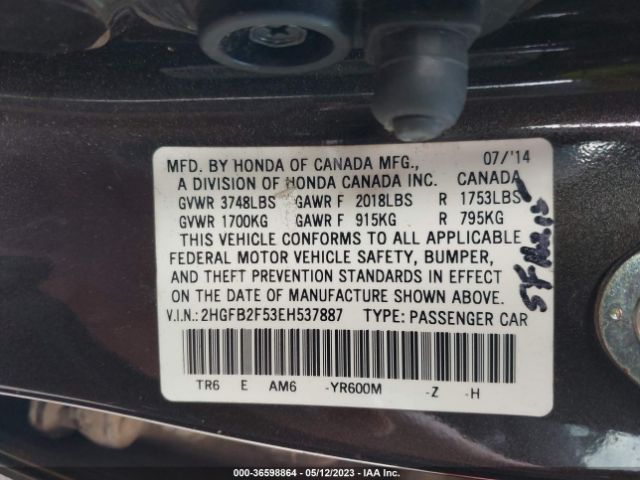 MFD. BY HONDA OF CANADA MFG., 07/'14
A DIVISION OF HONDA CANADA INC. CANADA
GVWR 3748LBS GAWR F 2018LBS R 1753LBS
GVWR 1700KG GAWR F 915KG R 795KG
THIS VEHICLE CONFORMS TO ALL APPLICABLE
FEDERAL MOTOR VEHICLE SAFETY, BUMPER,
AND THEFT PREVENTION STANDARDS IN EFFECT
ON THE DATE OF MANUFACTURE SHOWN ABOVE.
V.I.N.: 2HGFB2F53EH537887 TYPE: PASSENGER CAR
TR6 E AM6 -YR600M -Z -H
000-36598864 - 05/12/2023 - IAA Inc.